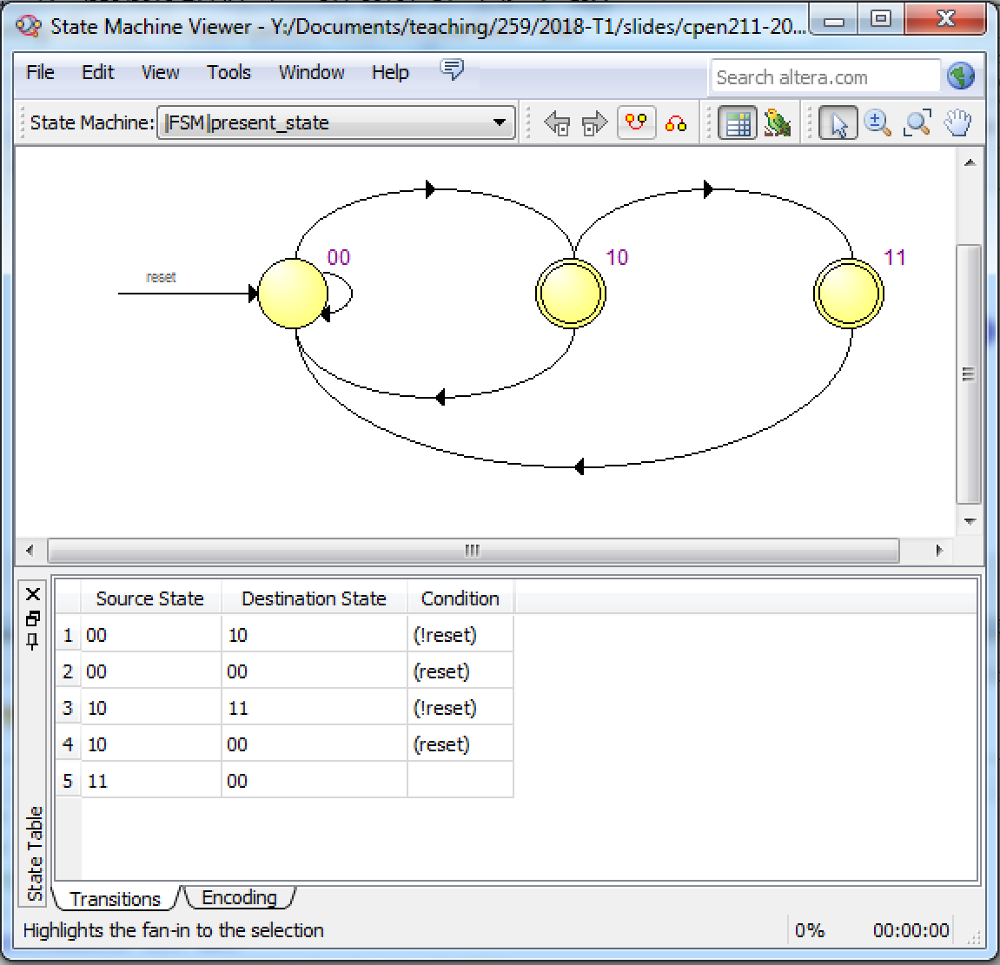 State Machine Viewer - Y:/Documents/teaching/259/2018-T1/slides/cpen211-20...
File Edit View Tools Window Help
Search altera.com
State Machine: |FSM|present_state
reset
00
10
11
Source State Destination State Condition
1 00 10 (!reset)
2 00 00 (reset)
3 10 11 (!reset)
4 10 00 (reset)
5 11 00
State Table
Transitions Encoding
Highlights the fan-in to the selection 0% 00:00:00